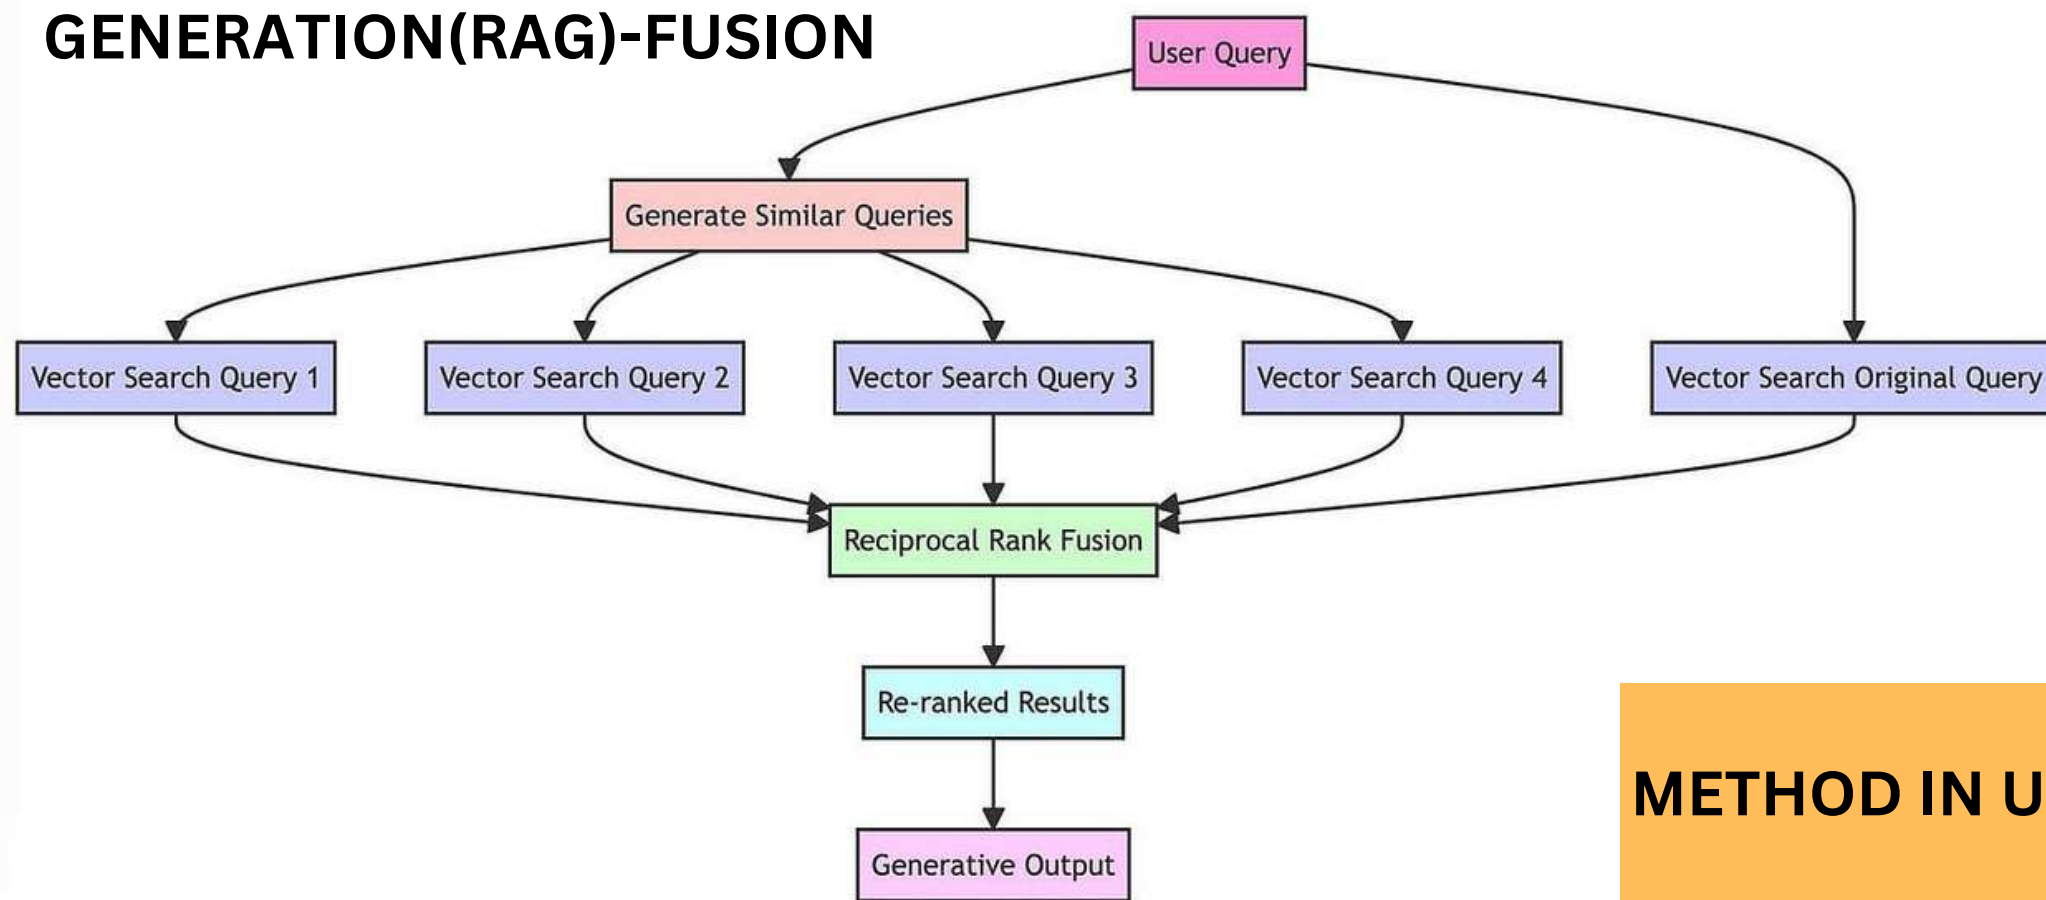 GENERATION(RAG)-FUSION
User Query
Generate Similar Queries
Vector Search Query 1
Vector Search Query 2
Vector Search Query 3
Vector Search Query 4
Vector Search Original Query
Reciprocal Rank Fusion
Re-ranked Results
METHOD IN U
Generative Output